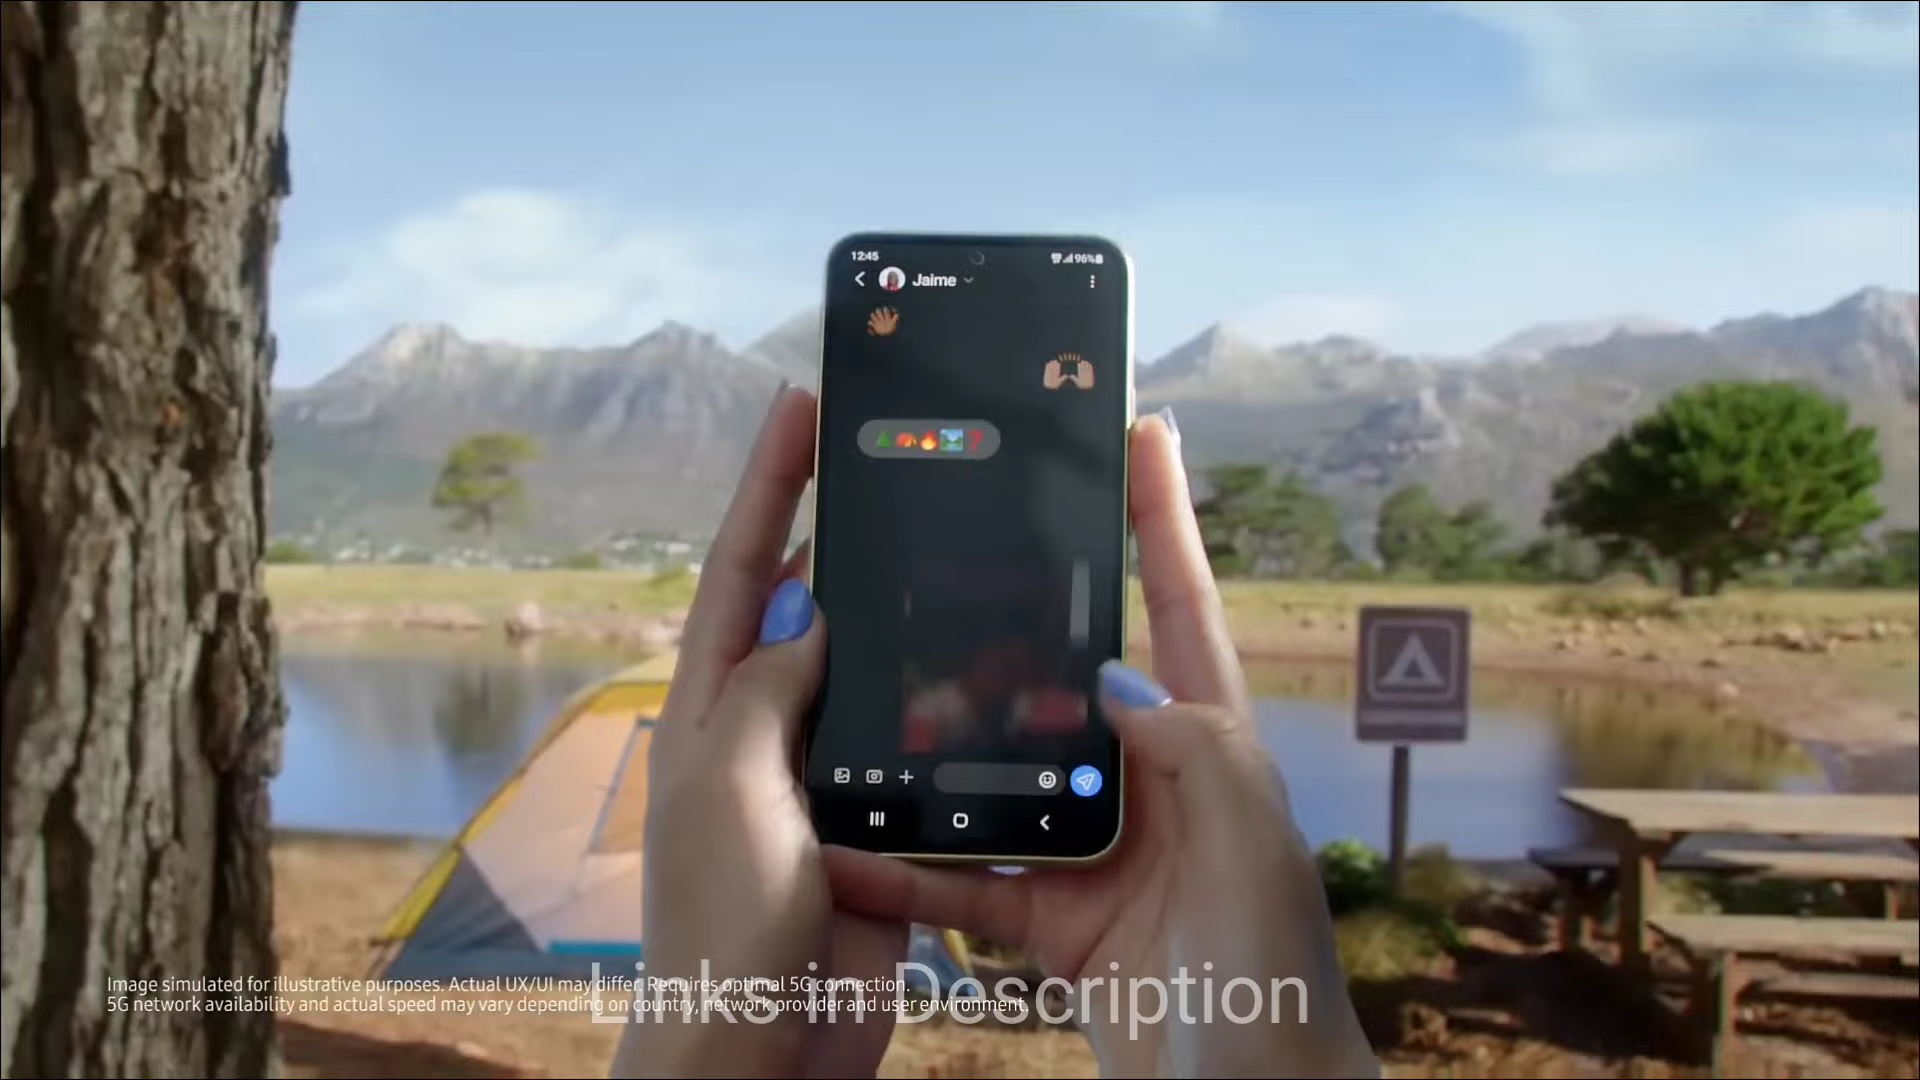 12:45
96%
Jaime
Image simulated for illustrative purposes. Actual UX/UI may differ. Requires optimal 5G connection.
5G network availability and actual speed may vary depending on country, network provider and user environment.
Links in Description